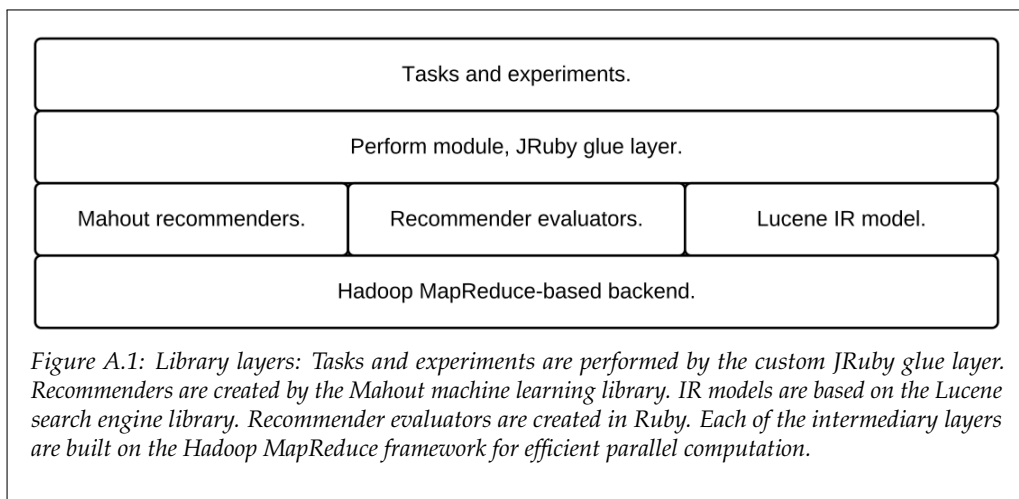 Tasks and experiments.
Perform module, JRuby glue layer.
Mahout recommenders.
Recommender evaluators.
Lucene IR model.
Hadoop MapReduce-based backend.
Figure A.1: Library layers: Tasks and experiments are performed by the custom JRuby glue layer.
Recommenders are created by the Mahout machine learning library. IR models are based on the Lucene
search engine library. Recommender evaluators are created in Ruby. Each of the intermediary layers
are built on the Hadoop MapReduce framework for efficient parallel computation.